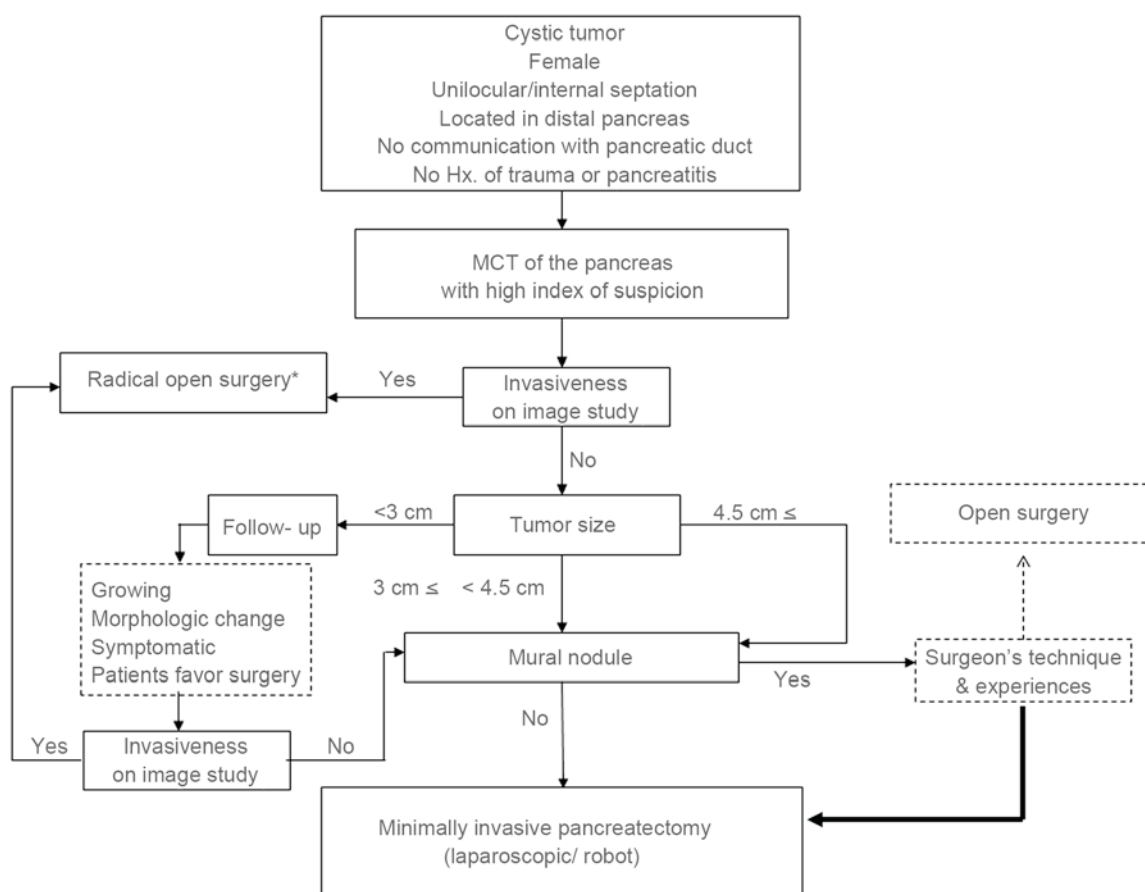 Cystic tumor
Female
Unilocular/internal septation
Located in distal pancreas
No communication with pancreatic duct
No Hx. of trauma or pancreatitis
MCT of the pancreas
with high index of suspicion
Radical open surgery*
Yes
Invasiveness
on image study
No
Follow- up
<3 cm
Tumor size
4.5 cm ≤
Open surgery
Growing
Morphologic change
Symptomatic
Patients favor surgery
3 cm ≤ < 4.5 cm
Mural nodule
Yes
Surgeon's technique
& experiences
Yes
Invasiveness
on image study
No
No
Minimally invasive pancreatectomy
(laparoscopic/ robot)